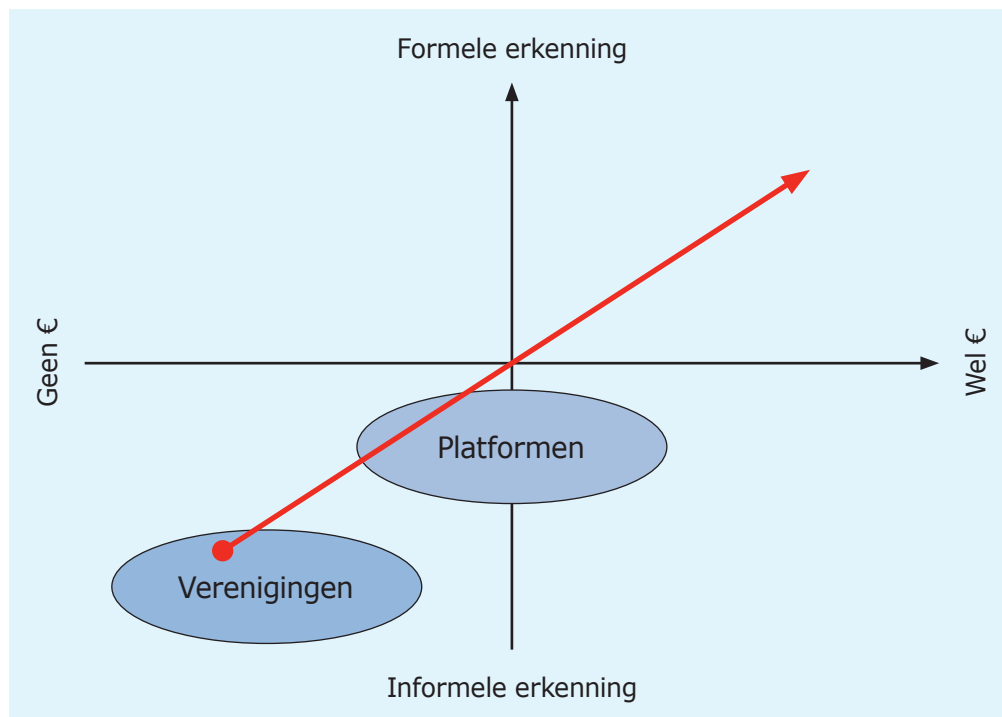 Formele erkenning
Geen €
Wel €
Platformen
Verenigingen
Informele erkenning